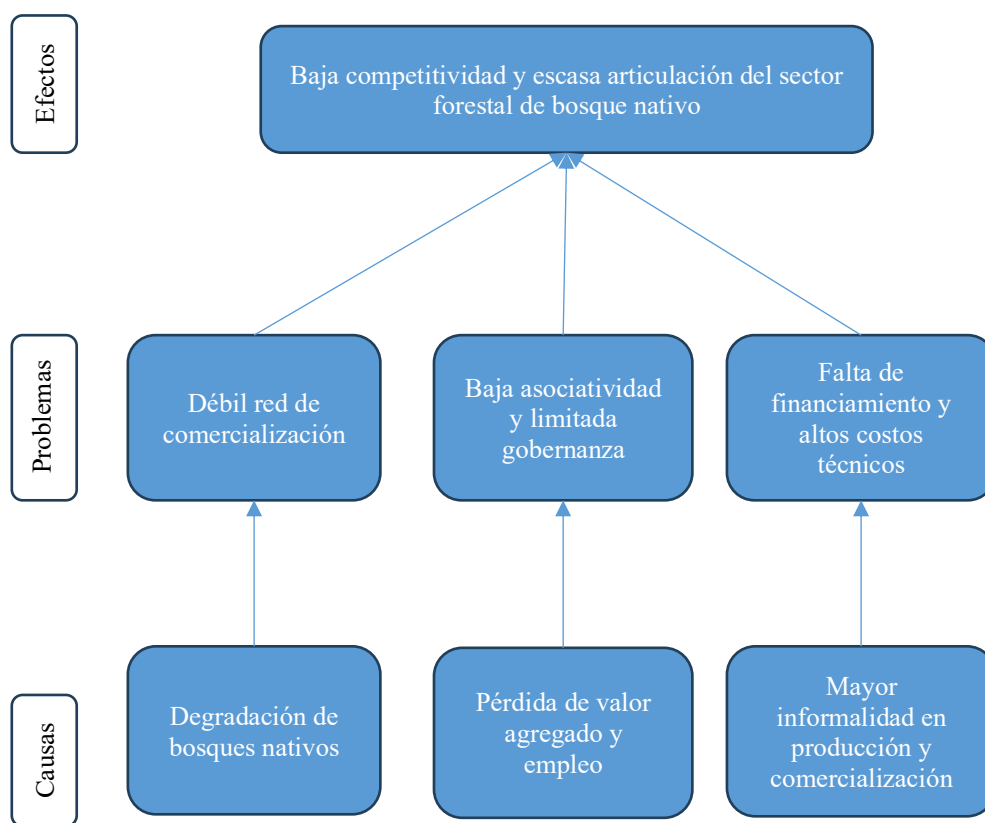 Efectos
Baja competitividad y escasa articulación del sector
forestal de bosque nativo
Problemas
Débil red de
comercialización
Baja asociatividad
y limitada
gobernanza
Falta de
financiamiento y
altos costos
técnicos
Causas
Degradación de
bosques nativos
Pérdida de valor
agregado y
empleo
Mayor
informalidad en
producción y
comercialización